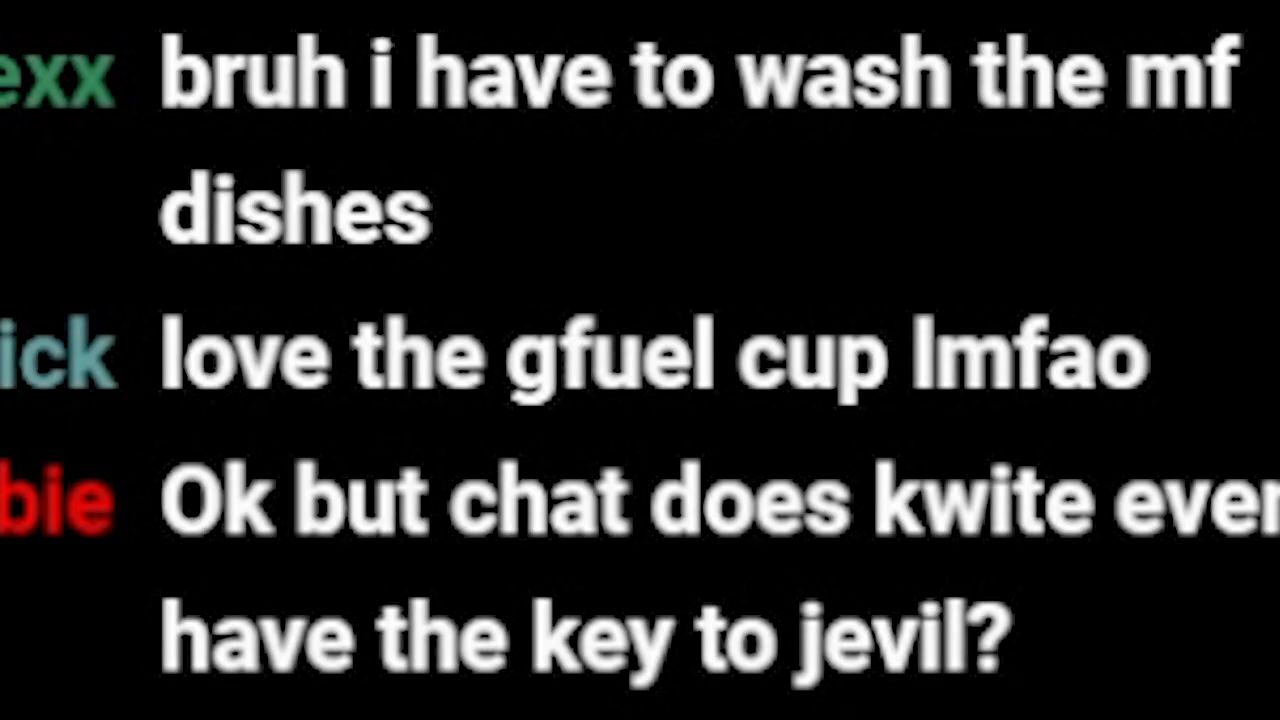 exx bruh i have to wash the mf
dishes
ick love the gfuel cup lmfao
bie Ok but chat does kwite ever
have the key to jevil?